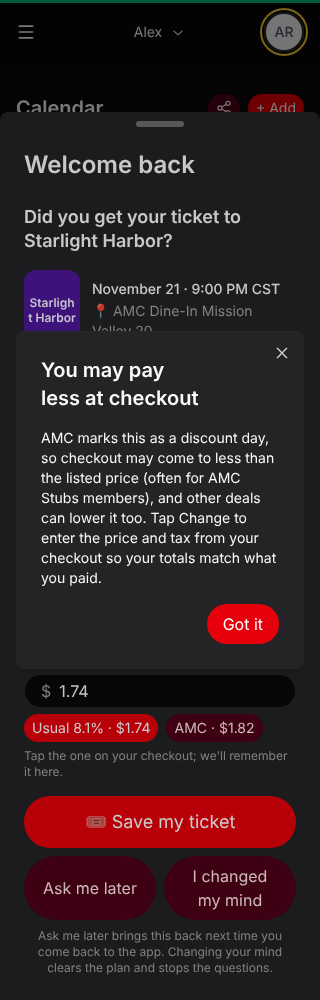 Alex
AR
Calendar
+ Add
Welcome back
Did you get your ticket to
Starlight Harbor?
Starligh
t Harbor
November 21 · 9:00 PM CST
📍 AMC Dine-In Mission
Valley 20
You may pay
less at checkout
AMC marks this as a discount day,
so checkout may come to less than
the listed price (often for AMC
Stubs members), and other deals
can lower it too. Tap Change to
enter the price and tax from your
checkout so your totals match what
you paid.
Got it
$ 1.74
Usual 8.1% · $1.74
AMC · $1.82
Tap the one on your checkout; we'll remember
it here.
🎟️ Save my ticket
Ask me later
I changed
my mind
Ask me later brings this back next time you
come back to the app. Changing your mind
clears the plan and stops the questions.